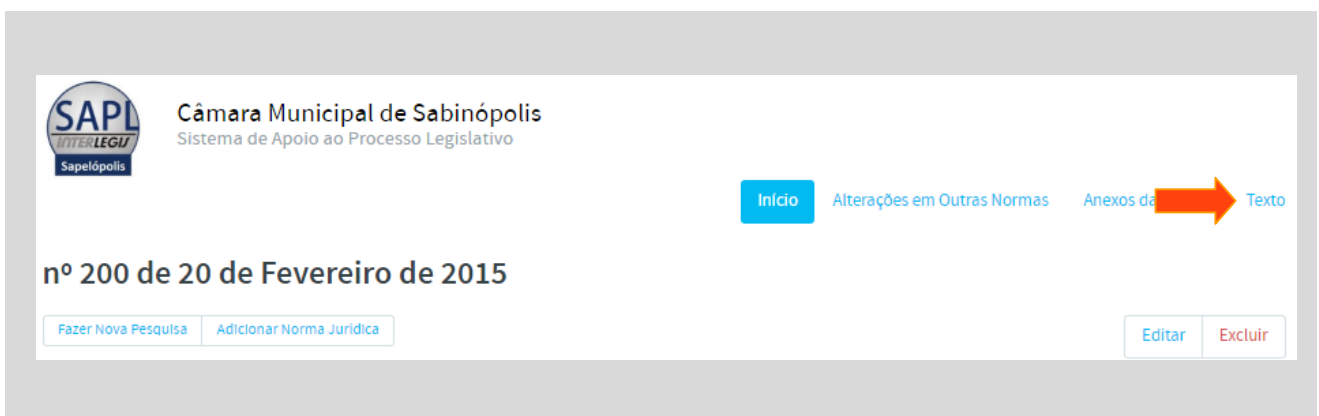 SAPL
INTERLEGIS
Sapelópolis
Câmara Municipal de Sabinópolis
Sistema de Apoio ao Processo Legislativo
Início Alterações em Outras Normas Anexos da Texto
nº 200 de 20 de Fevereiro de 2015
Fazer Nova Pesquisa Adicionar Norma Jurídica Editar Excluir